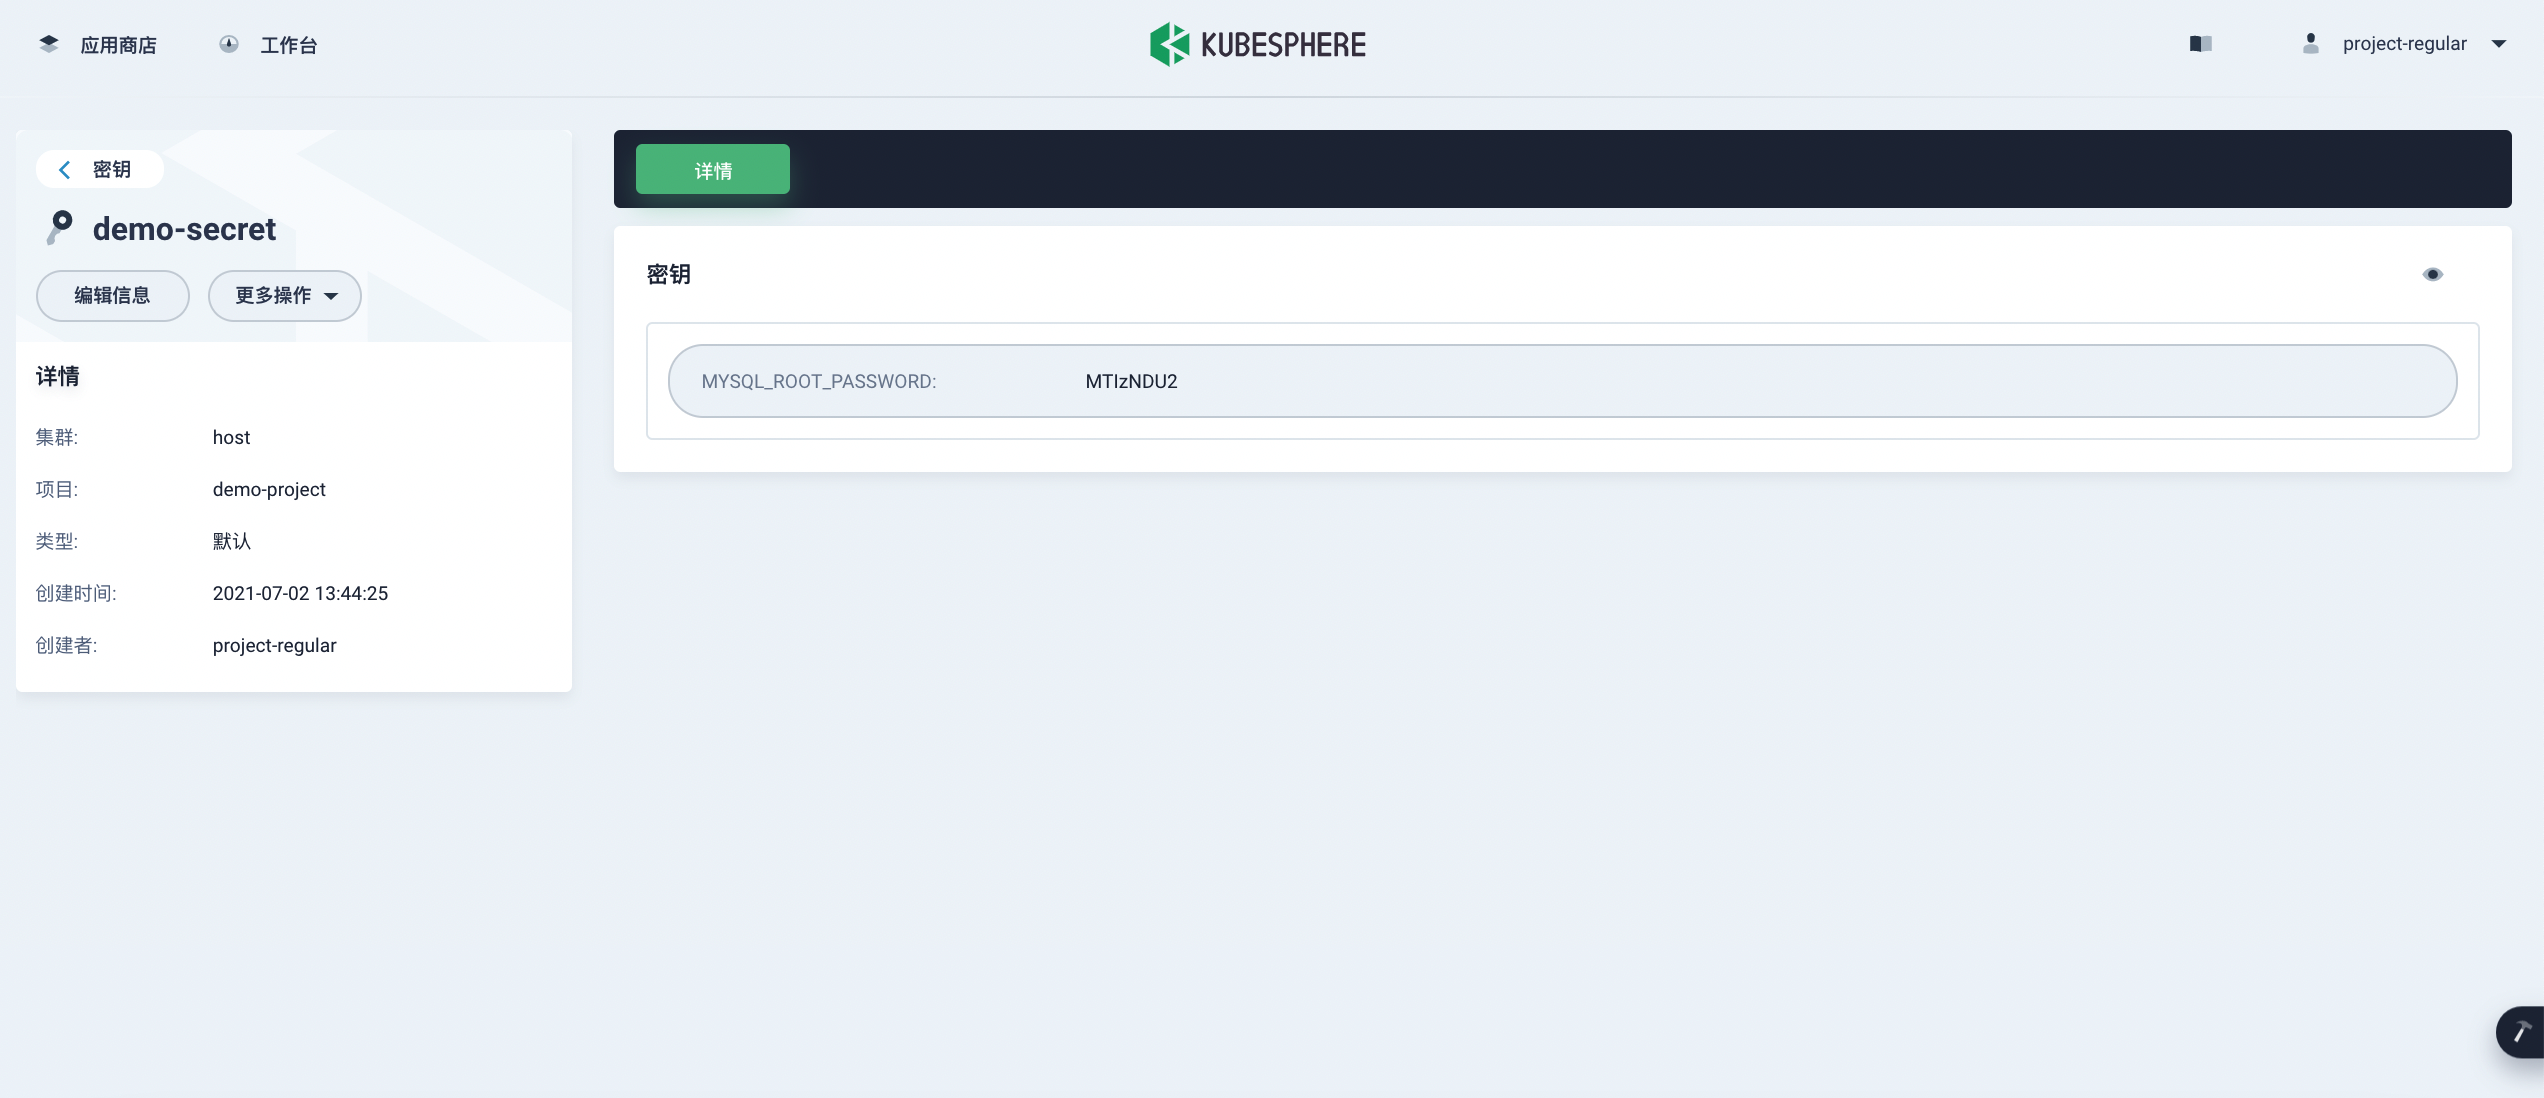 应用商店
工作台
KUBESPHERE
project-regular
密钥
demo-secret
编辑信息
更多操作
详情
集群: host
项目: demo-project
类型: 默认
创建时间: 2021-07-02 13:44:25
创建者: project-regular
详情
密钥
MYSQL_ROOT_PASSWORD: MTIzNDU2